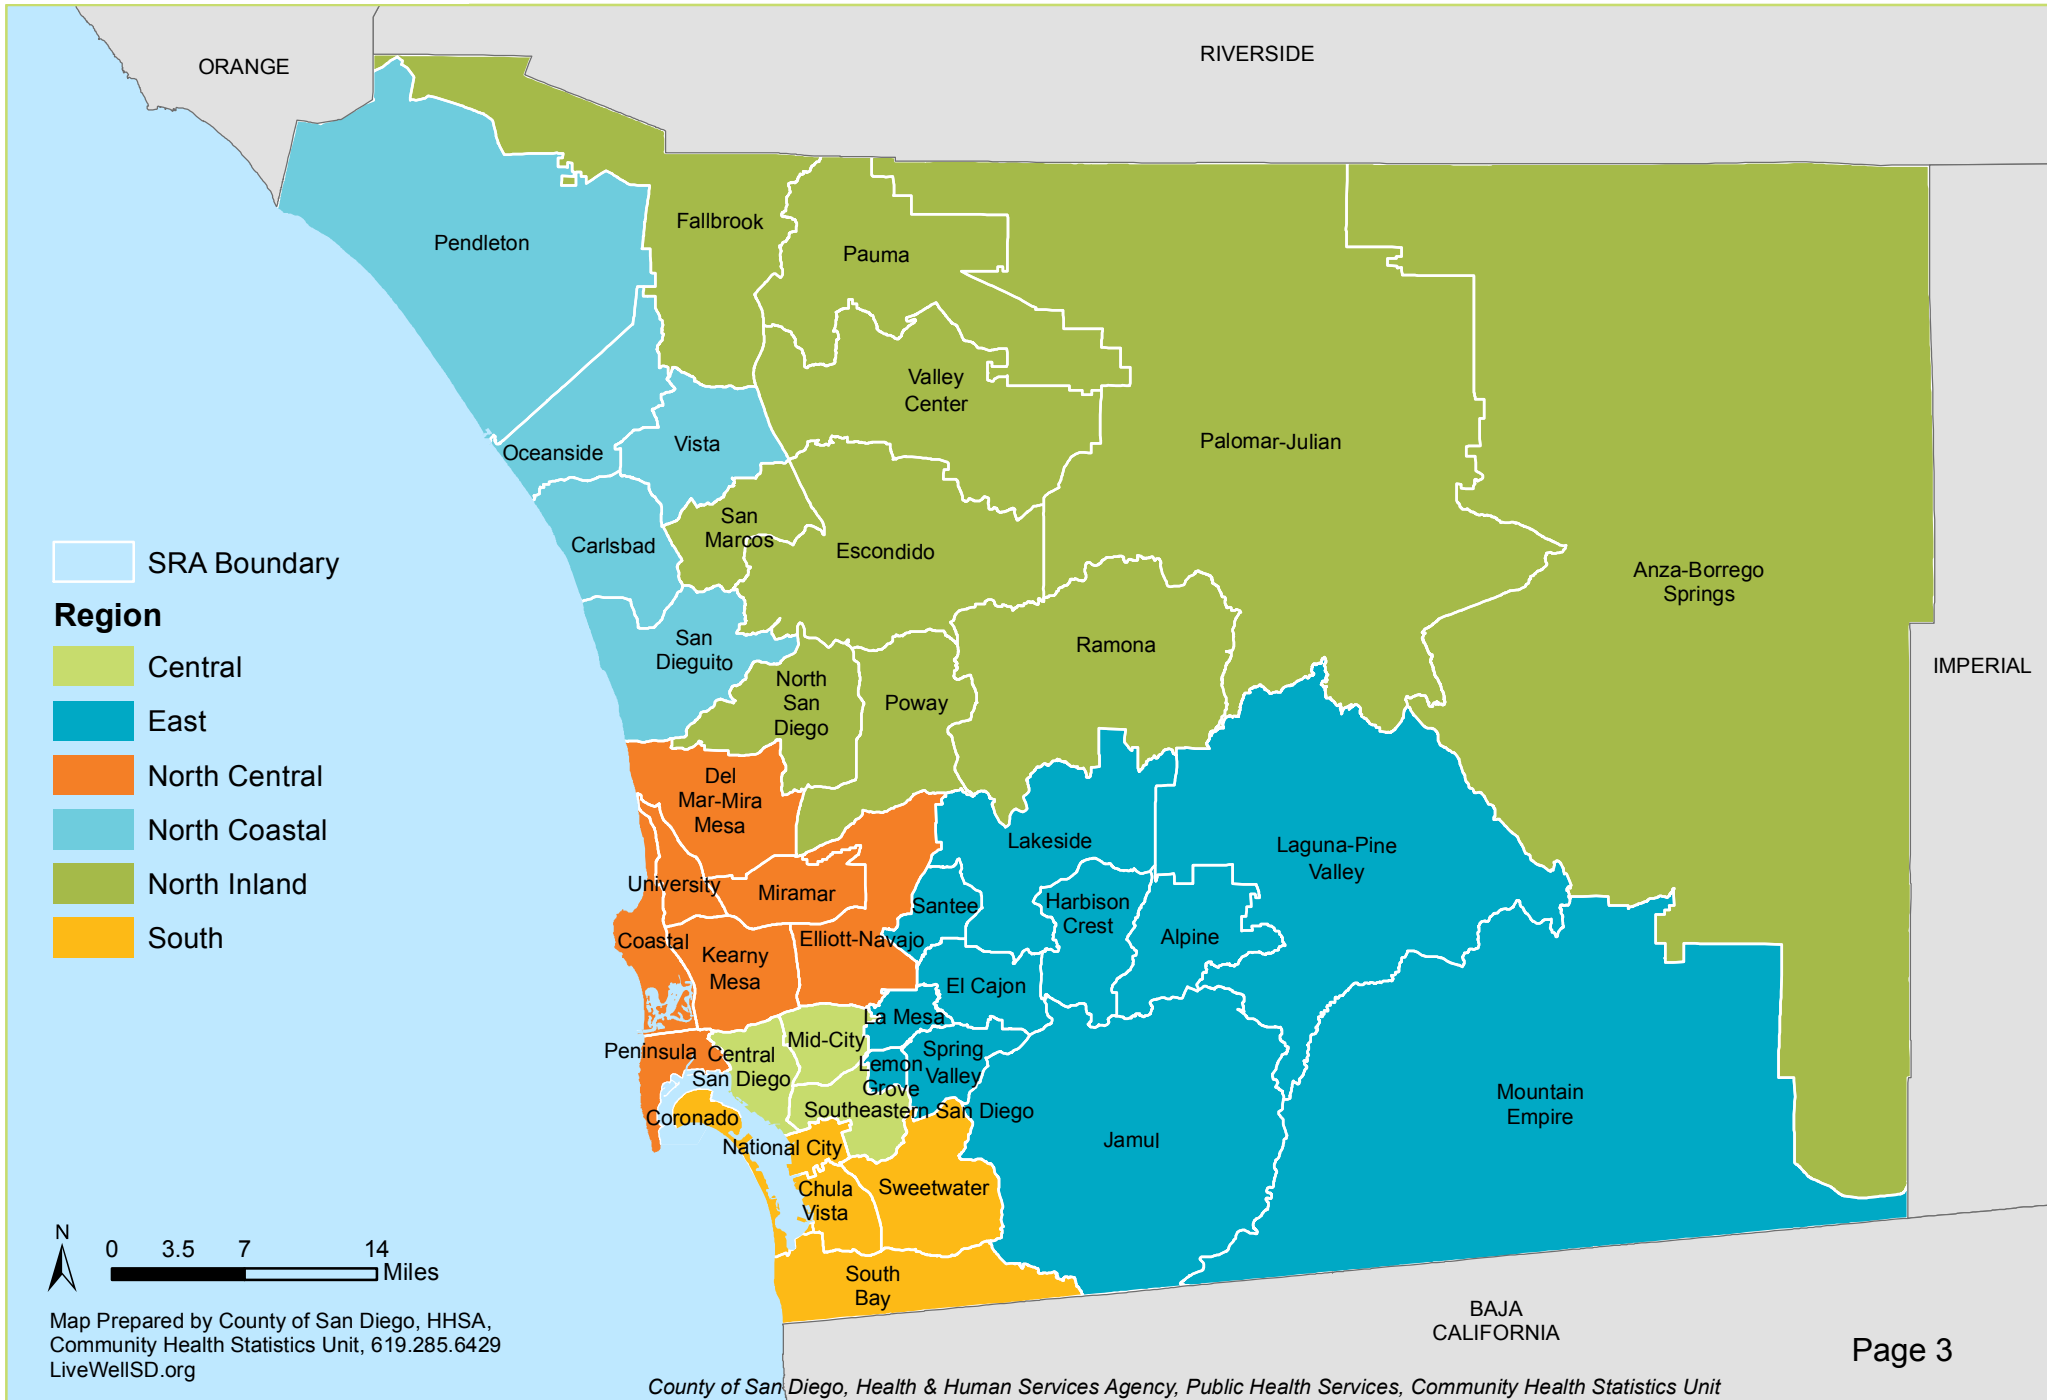 ORANGE
RIVERSIDE
Fallbrook
Pendleton
Pauma
Valley
Center
Palomar-Julian
Vista
Oceanside
San
Marcos
Carlsbad
Escondido
Anza-Borrego
Springs
San
Dieguito
Ramona
IMPERIAL
North
San
Diego
Poway
SRA Boundary
Region
Central
East
North Central
North Coastal
North Inland
South
Del
Mar-Mira
Mesa
Lakeside
Laguna-Pine
Valley
University
Miramar
Santee
Harbison
Crest
Coastal
Elliott-Navajo
Alpine
Kearny
Mesa
El Cajon
La Mesa
Mid-City
Peninsula
Central
San Diego
Spring
Valley
Lemon
Grove
Mountain
Empire
Southeastern San Diego
Coronado
Jamul
National City
Chula
Vista
Sweetwater
South
Bay
N
0 3.5 7 14
Miles
BAJA
CALIFORNIA
Map Prepared by County of San Diego, HHSA,
Community Health Statistics Unit, 619.285.6429
LiveWellSD.org
Page 3
County of San Diego, Health & Human Services Agency, Public Health Services, Community Health Statistics Unit